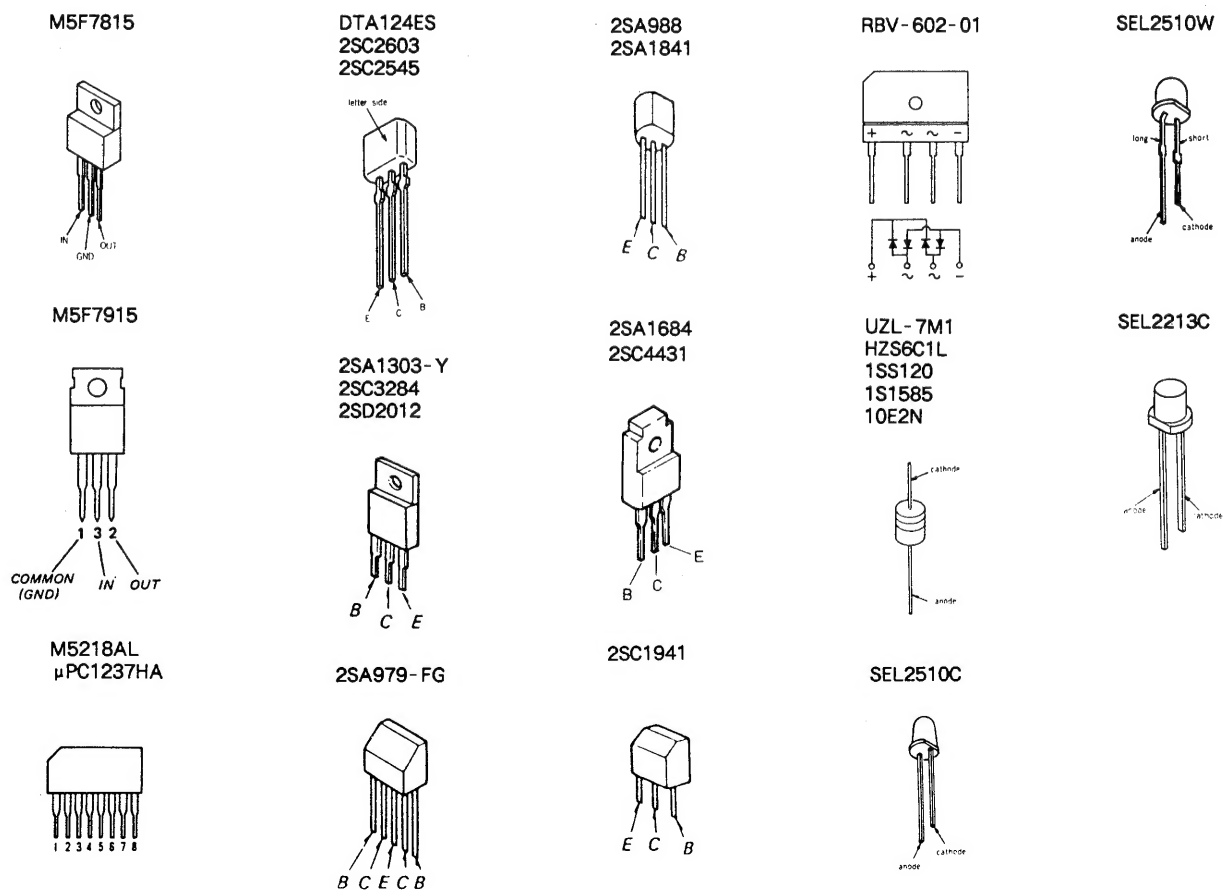 M5F7815
IN
GND
OUT
M5F7915
1 3 2
COMMON
(GND)
IN OUT
M5218AL
μPC1237HA
1 2 3 4 5 6 7 8
DTA124ES
2SC2603
2SC2545
letter side
E C B
2SA1303-Y
2SC3284
2SD2012
B C E
2SA979-FG
B C E C B
2SA988
2SA1841
E C B
2SA1684
2SC4431
B C E
2SC1941
E C B
RBV-602-01
+ ~ ~ -
+ ~ ~ -
UZL-7M1
HZS6C1L
1SS120
1S1585
10E2N
cathode
anode
SEL2510C
anode
cathode
SEL2510W
long
short
anode
cathode
SEL2213C
anode
cathode